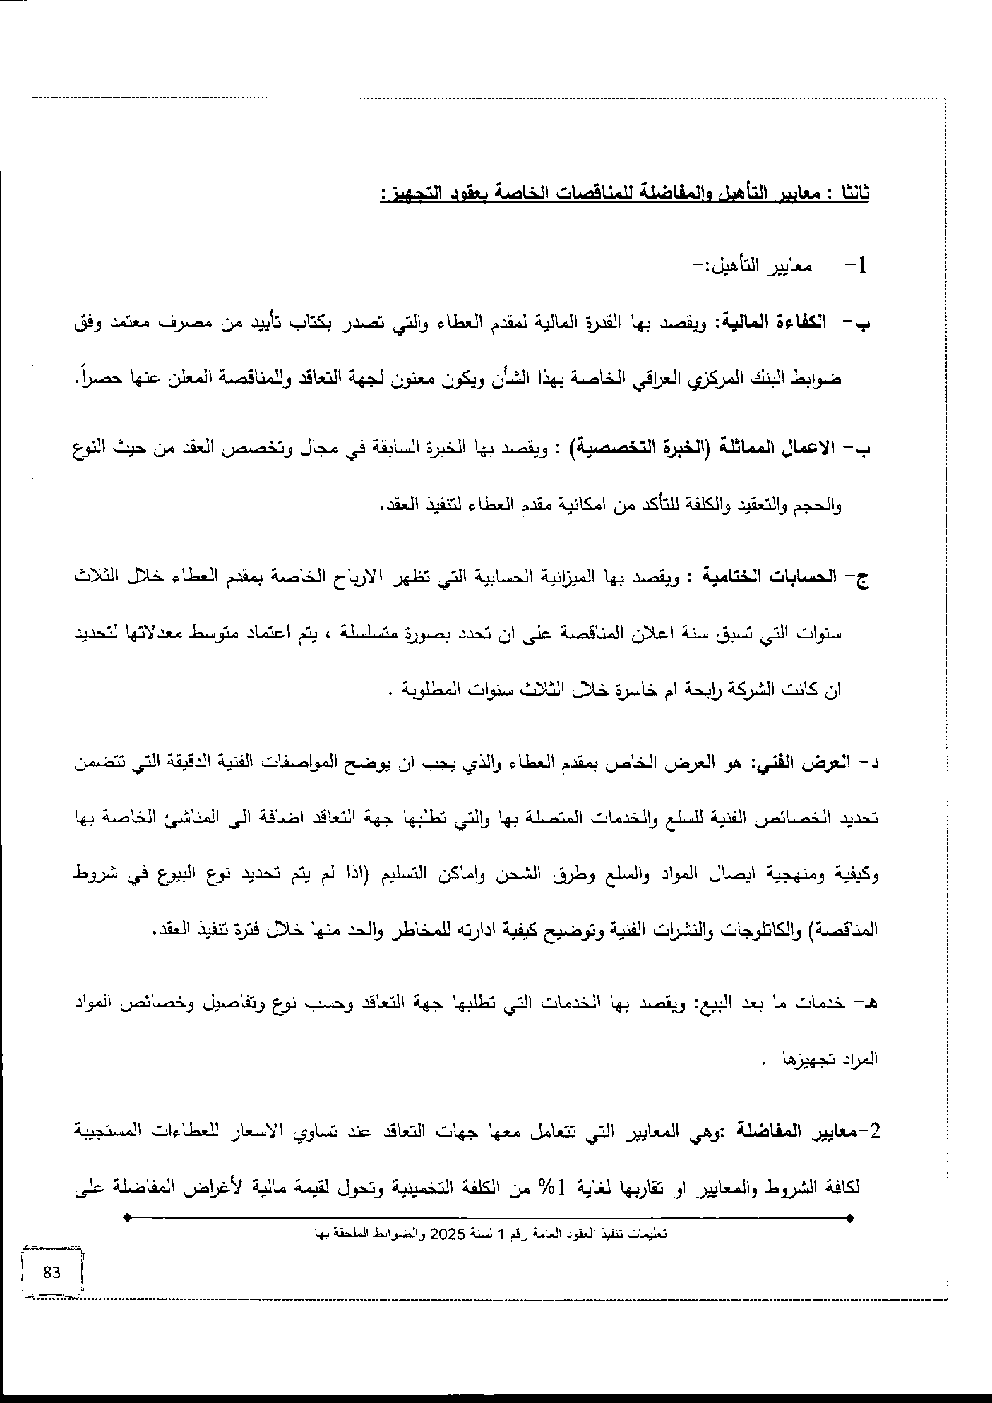 ثالثا : معايير التأهيل والمفاضلة للمناقصات الخاصة بعقود التجهيز :
1- معايير التأهيل:-
ب- الكفاءة المالية: ويقصد بها القدرة المالية لمقدم العطاء والتي تصدر بكتاب تأييد من مصرف معتمد وفق
ضوابط البنك المركزي العراقي الخاصة بهذا الشأن ويكون معنون لجهة التعاقد وللمناقصة المعلن عنها حصراً.
ب- الاعمال المماثلة (الخبرة التخصصية) : ويقصد بها الخبرة السابقة في مجال وتخصص العقد من حيث النوع
والحجم والتعقيد والكلفة للتأكد من امكانية مقدم العطاء لتنفيذ العقد.
ج- الحسابات الختامية : ويقصد بها الميزانية الحسابية التي تظهر الارباح الخاصة بمقدم العطاء خلال الثلاث
سنوات التي تسبق سنة اعلان المناقصة على ان تحدد بصورة متسلسلة ، يتم اعتماد متوسط معدلاتها لتحديد
ان كانت الشركة رابحة ام خاسرة خلال الثلاث سنوات المطلوبة .
د- العرض الفني: هو العرض الخاص بمقدم العطاء والذي يجب ان يوضح المواصفات الفنية الدقيقة التي تتضمن
تحديد الخصائص الفنية للسلع والخدمات المتصلة بها والتي تطلبها جهة التعاقد اضافة الى المناشئ الخاصة بها
وكيفية ومنهجية ايصال المواد والسلع وطرق الشحن واماكن التسليم (اذا لم يتم تحديد نوع البيوع في شروط
المناقصة) والكاتلوجات والنشرات الفنية وتوضيح كيفية ادارته للمخاطر والحد منها خلال فترة تنفيذ العقد.
هـ- خدمات ما بعد البيع: ويقصد بها الخدمات التي تطلبها جهة التعاقد وحسب نوع وتفاصيل وخصائص المواد
المراد تجهيزها .
2-معايير المفاضلة :وهي المعايير التي تتعامل معها جهات التعاقد عند تساوي الاسعار للعطاءات المستجيبة
لكافة الشروط والمعايير او تقاربها لغاية 1% من الكلفة التخمينية وتحول لقيمة مالية لأغراض المفاضلة على
تعليمات تنفيذ العقود العامة رقم 1 لسنة 2025 والضوابط الملحقة بها
83